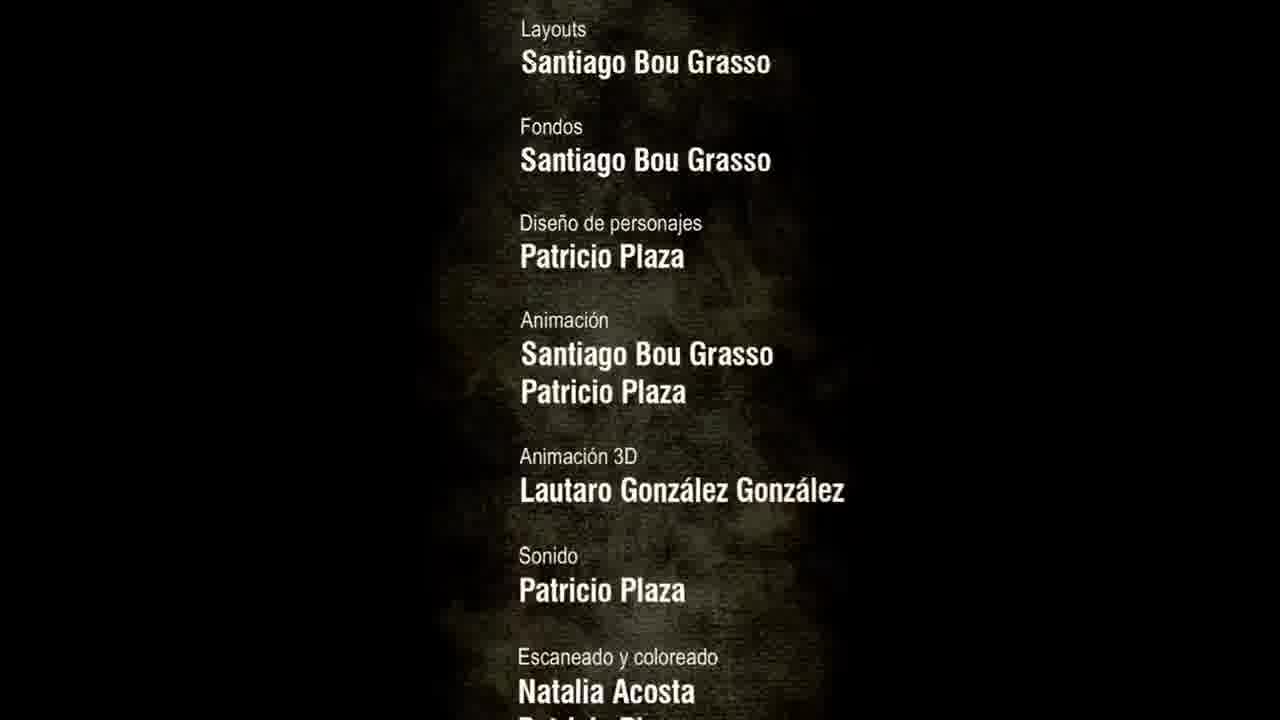 Layouts
Santiago Bou Grasso
Fondos
Santiago Bou Grasso
Diseño de personajes
Patricio Plaza
Animación
Santiago Bou Grasso
Patricio Plaza
Animación 3D
Lautaro González González
Sonido
Patricio Plaza
Escaneado y coloreado
Natalia Acosta